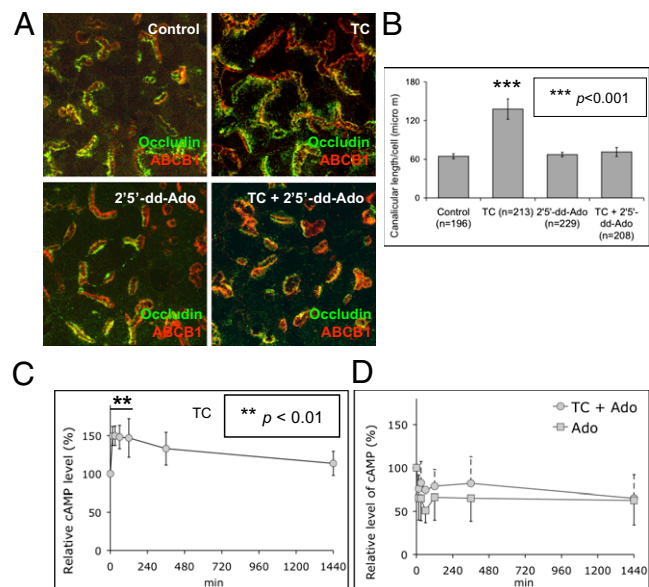 A
Control
TC
Occludin
ABCB1
2'5'-dd-Ado
TC + 2'5'-dd-Ado
Occludin
ABCB1
Occludin
ABCB1
B
Canalicular length/cell (micro m)
180
120
60
0
***
*** p<0.001
Control
(n=196)
TC (n=213)
2'5'-dd-Ado
(n=229)
TC + 2'5'-
dd-Ado
(n=208)
C
Relative cAMP level (%)
150
100
50
0
**
TC
** p < 0.01
0 240 480 720 960 1200 1440
min
D
Relative level of cAMP (%)
200
150
100
50
0
TC + Ado
Ado
0 240 480 720 960 1200 1440
min